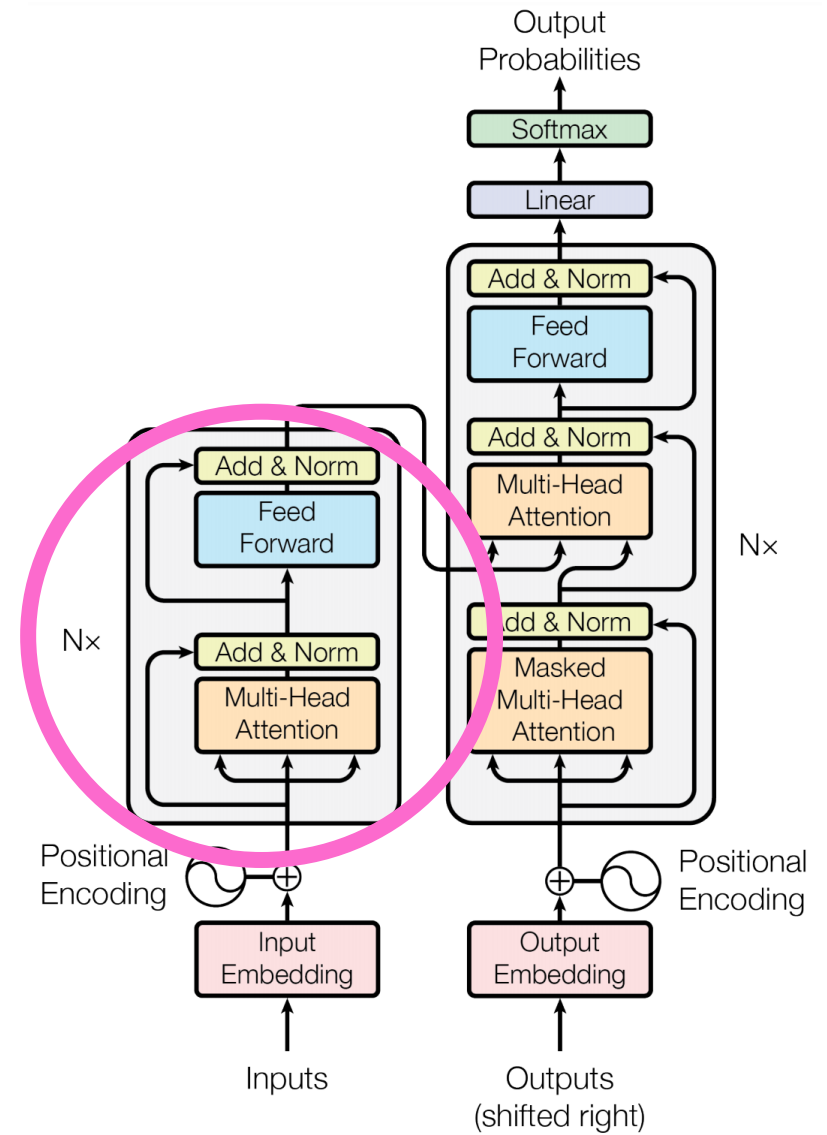 Output
Probabilities
Softmax
Linear
Add & Norm
Feed
Forward
Add & Norm
Multi-Head
Attention
Nx
Add & Norm
Masked
Multi-Head
Attention
Add & Norm
Feed
Forward
Nx
Add & Norm
Multi-Head
Attention
Positional
Encoding
Positional
Encoding
Input
Embedding
Output
Embedding
Inputs
Outputs
(shifted right)